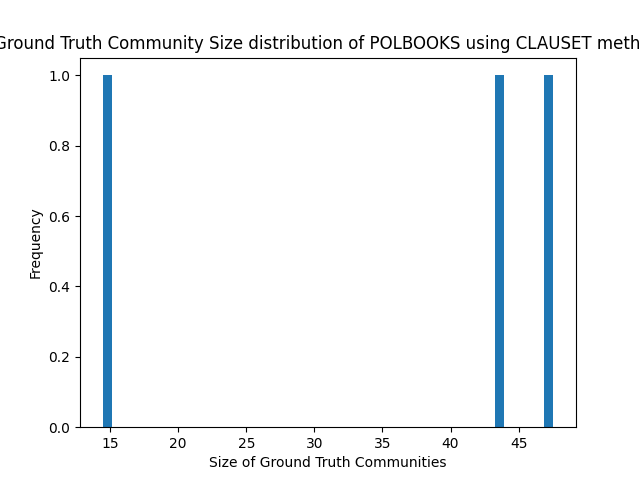 Ground Truth Community Size distribution of POLBOOKS using CLAUSET meth
1.0
0.8
0.6
0.4
0.2
0.0
Frequency
15 20 25 30 35 40 45
Size of Ground Truth Communities